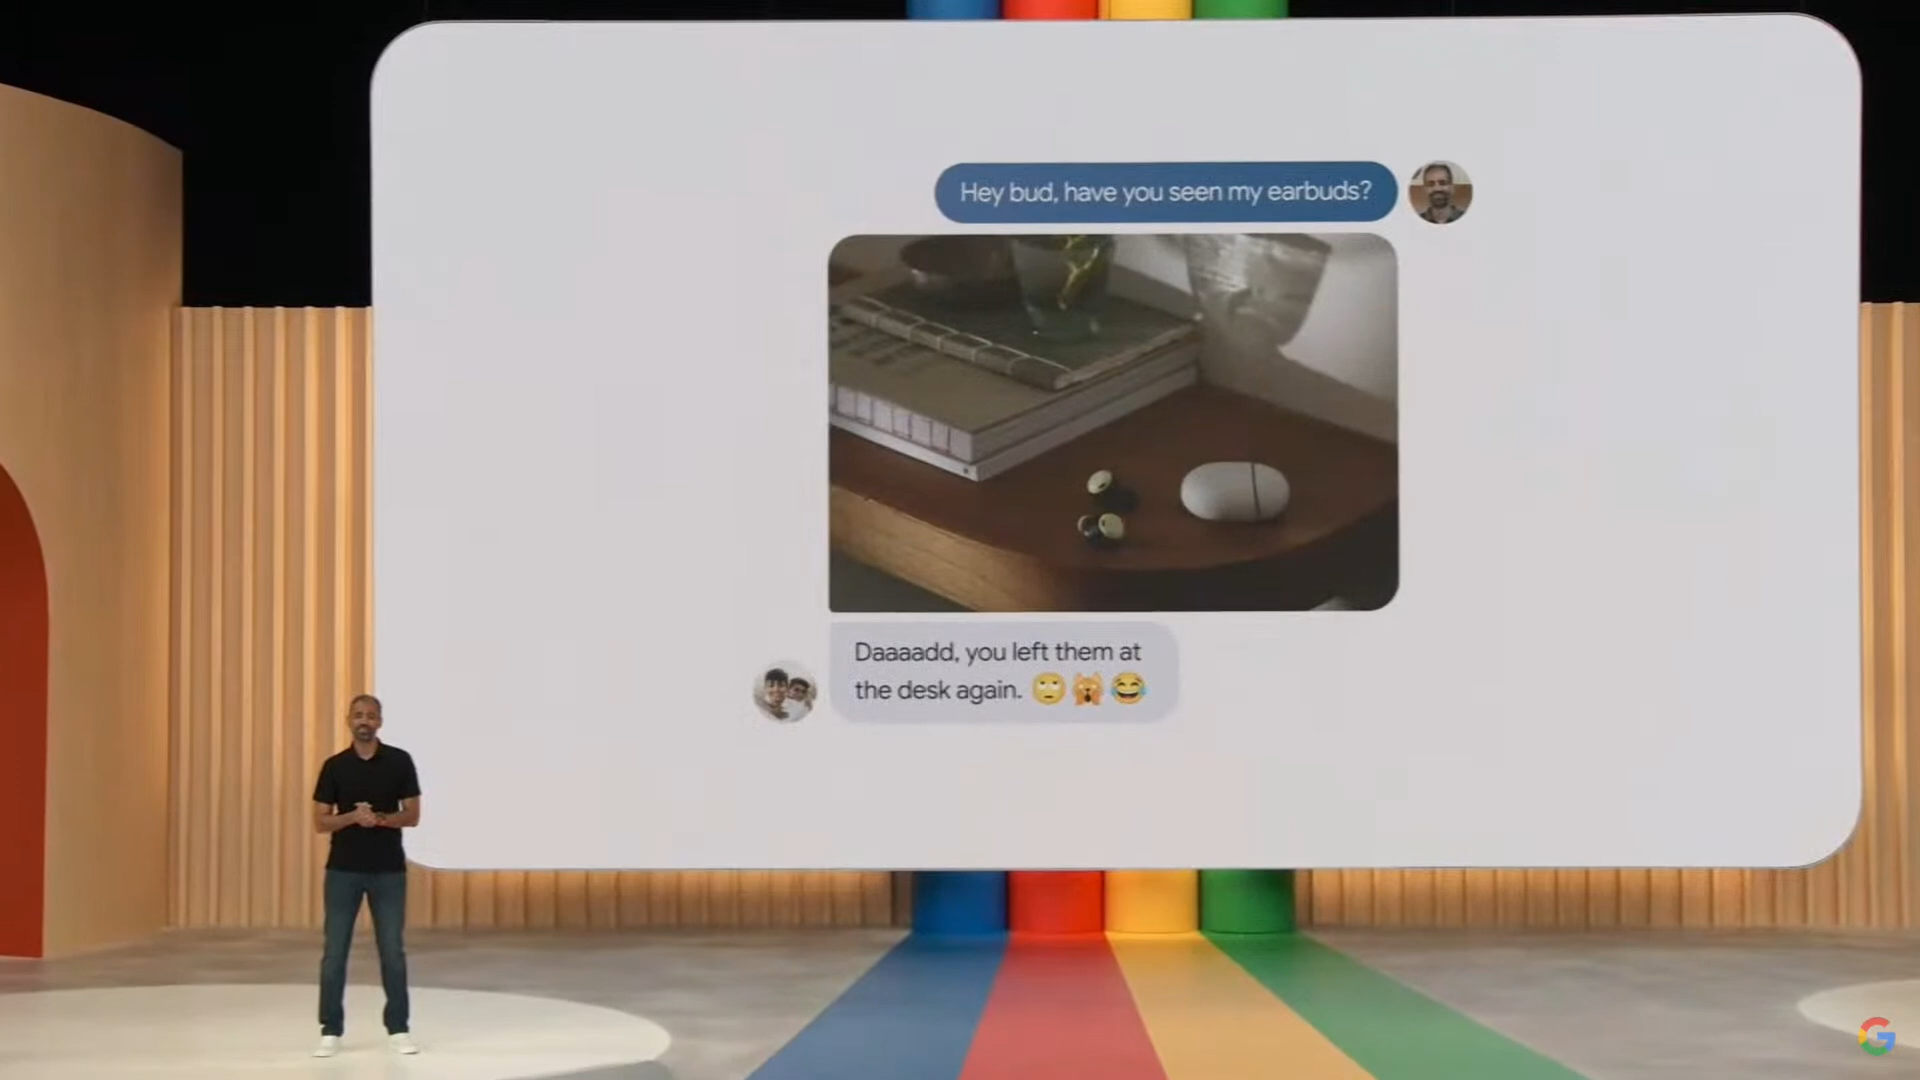 Hey bud, have you seen my earbuds?
Daaaadd, you left them at
the desk again. 🙄🙀😂